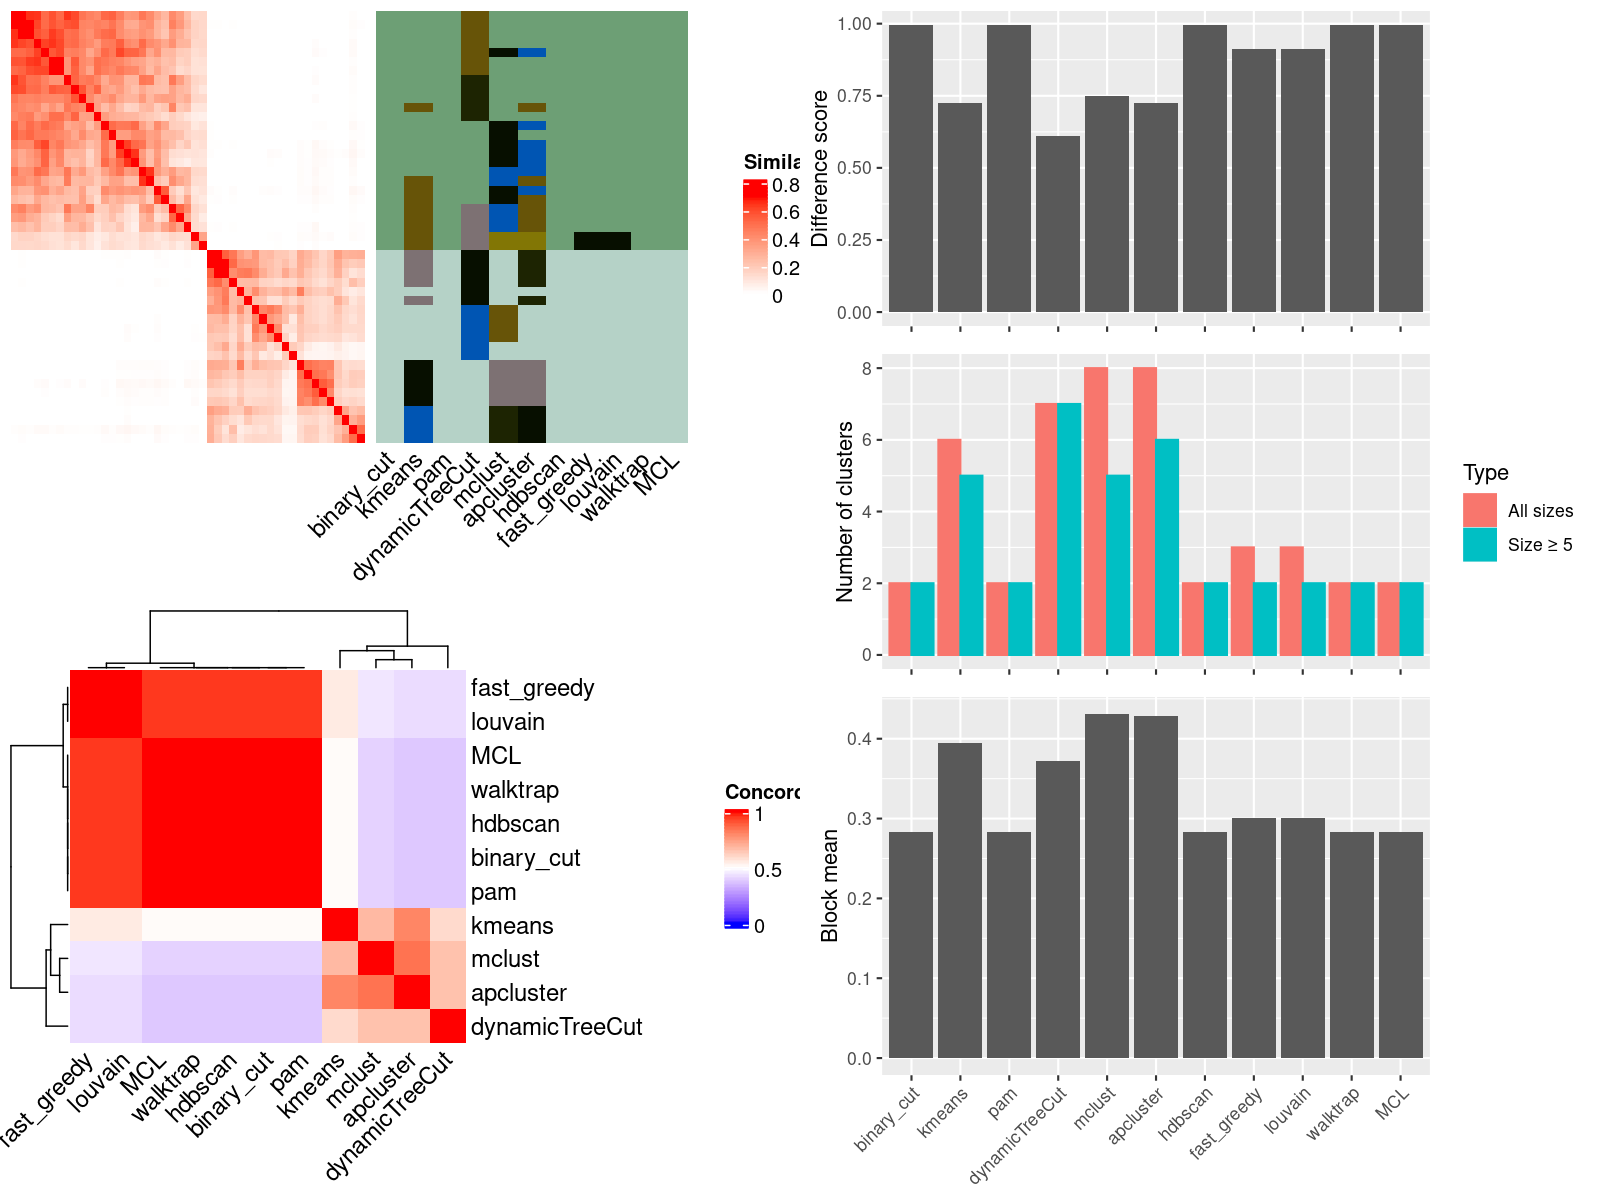 Simila
0.8
0.6
0.4
0.2
0
binary_cut
kmeans
pam
dynamicTreeCut
mclust
apcluster
hdbscan
fast_greedy
louvain
walktrap
MCL
fast_greedy
louvain
MCL
walktrap
hdbscan
binary_cut
pam
kmeans
mclust
apcluster
dynamicTreeCut
Concord
1
0.5
0
fast_greedy
louvain
MCL
walktrap
hdbscan
binary_cut
pam
kmeans
mclust
apcluster
dynamicTreeCut
Difference score
1.00
0.75
0.50
0.25
0.00
Number of clusters
8
6
4
2
0
Type
All sizes
Size ≥ 5
Block mean
0.4
0.3
0.2
0.1
0.0
binary_cut
kmeans
pam
dynamicTreeCut
mclust
apcluster
hdbscan
fast_greedy
louvain
walktrap
MCL